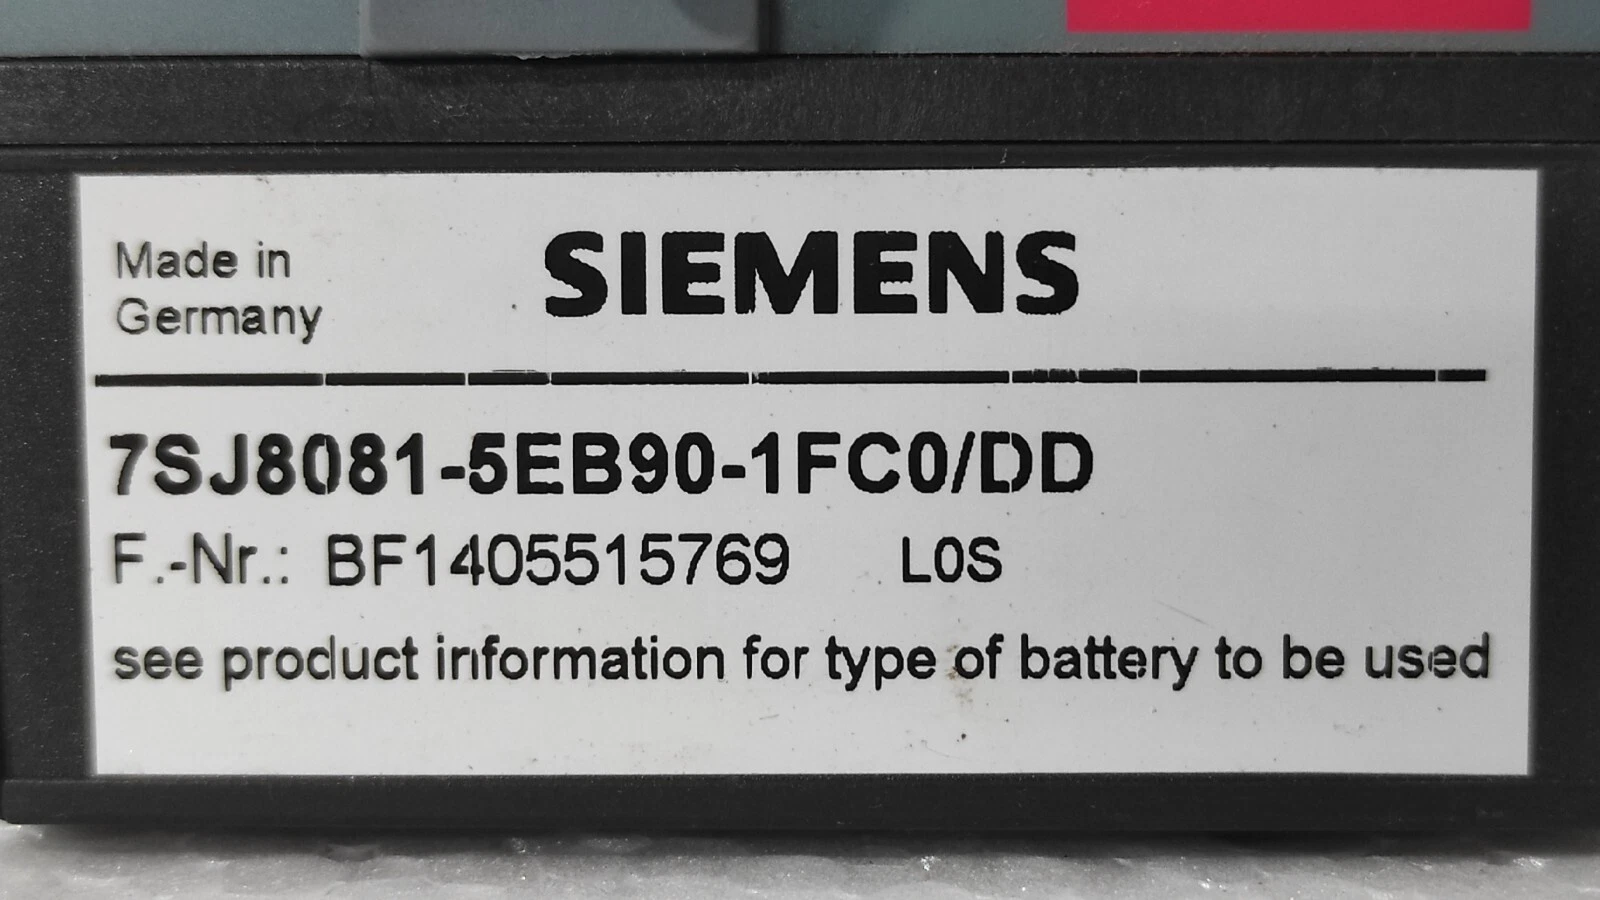 Made in
Germany
SIEMENS
7SJ8081-5EB90-1FC0/DD
F.-Nr.: BF1405515769 L0S
see product information for type of battery to be used